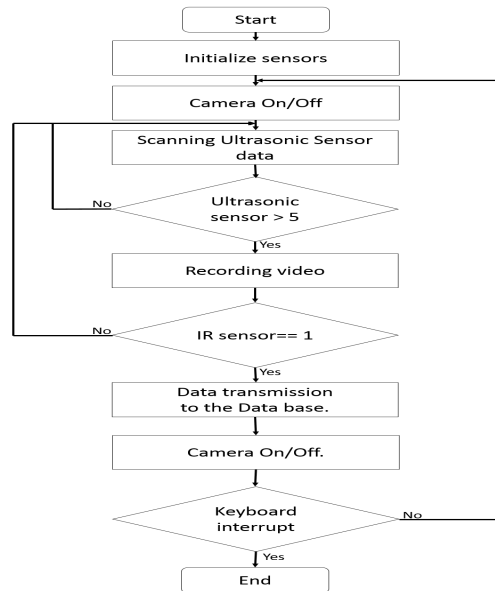 Start
Initialize sensors
Camera On/Off
Scanning Ultrasonic Sensor
data
No
Ultrasonic
sensor > 5
Yes
Recording video
No
IR sensor== 1
Yes
Data transmission
to the Data base.
Camera On/Off.
Keyboard
interrupt
No
Yes
End